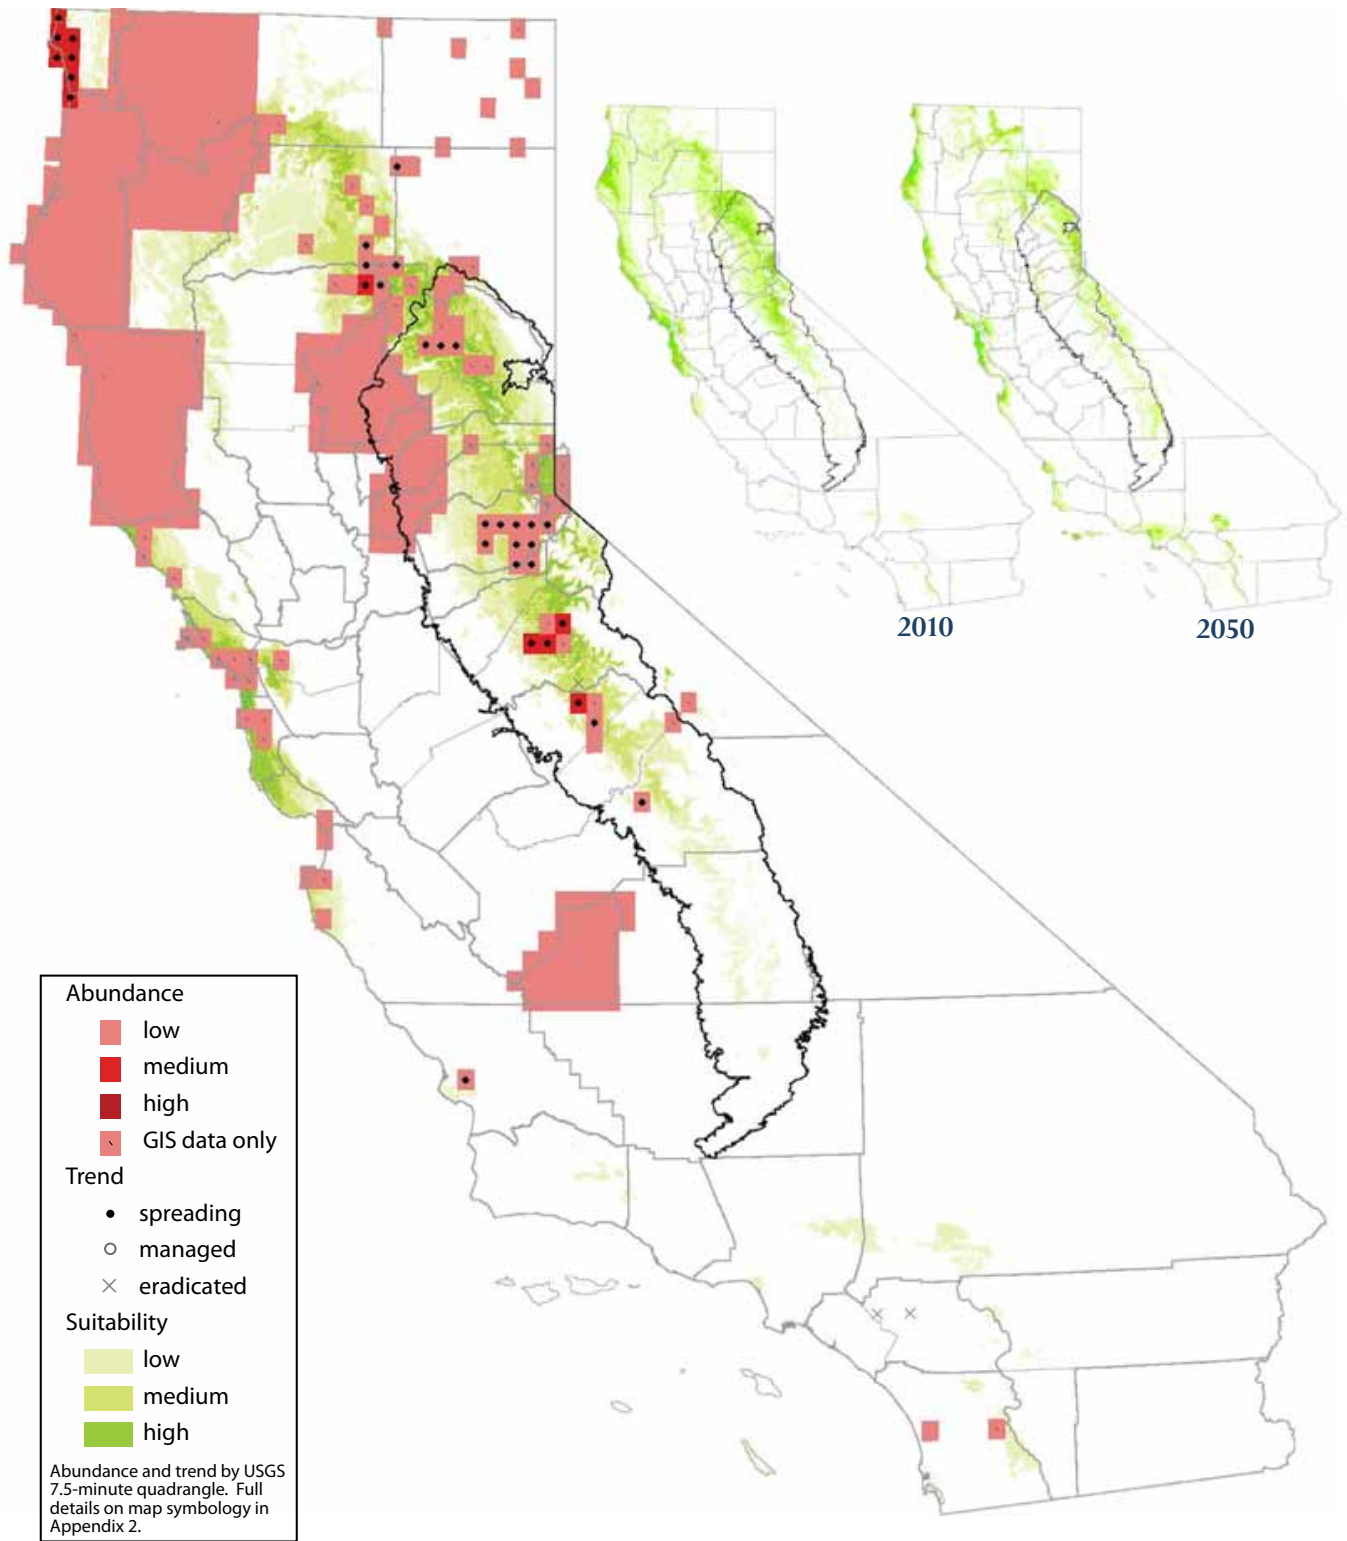 2010
2050
Abundance
low
medium
high
GIS data only
Trend
spreading
managed
eradicated
Suitability
low
medium
high
Abundance and trend by USGS
7.5-minute quadrangle. Full
details on map symbology in
Appendix 2.